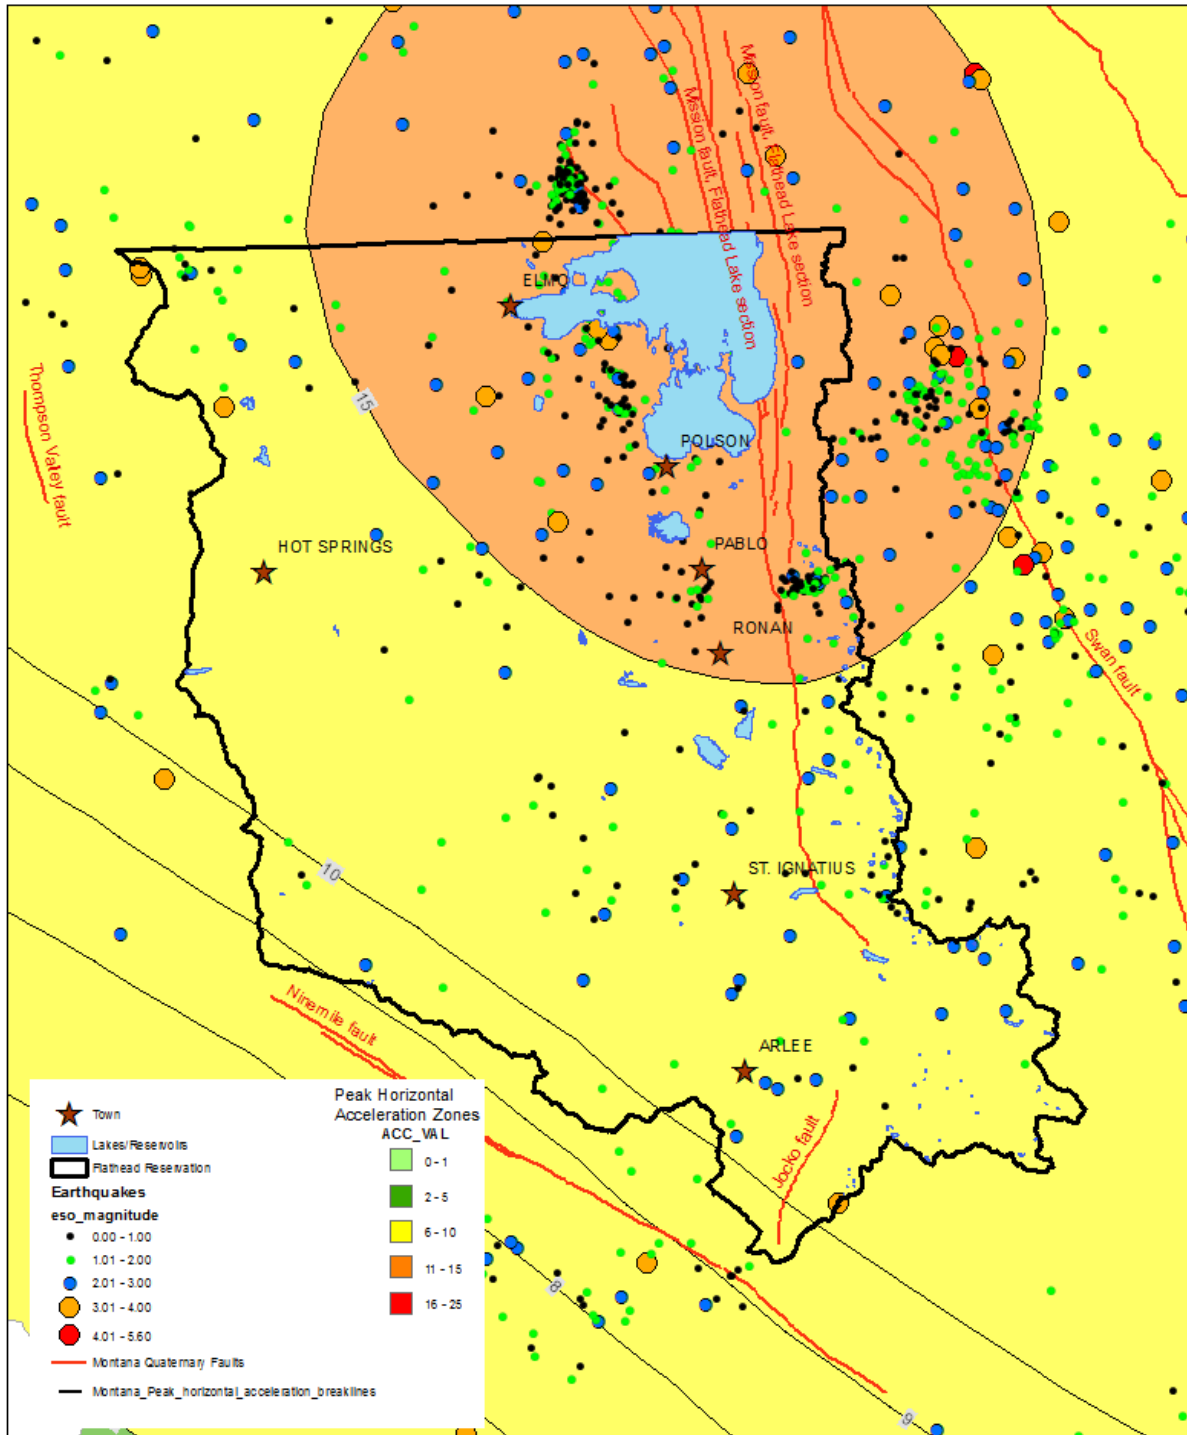 Mission fault, Flathead Lake section
Mission fault, Flathead Lake section
ELMO
15
Thompson Valley fault
POLSON
HOT SPRINGS
PABLO
RONAN
Swan fault
10
ST. IGNATIUS
Ninemile fault
ARLEE
Jocko fault
8
9
Town
Lakes/Reservoirs
Flathead Reservation
Earthquakes
eso_magnitude
0.00 - 1.00
1.01 - 2.00
2.01 - 3.00
3.01 - 4.00
4.01 - 5.60
Montana Quaternary Faults
Montana_Peak_horizontal_acceleration_breaklines
Peak Horizontal
Acceleration Zones
ACC_VAL
0 - 1
2 - 5
6 - 10
11 - 15
16 - 25